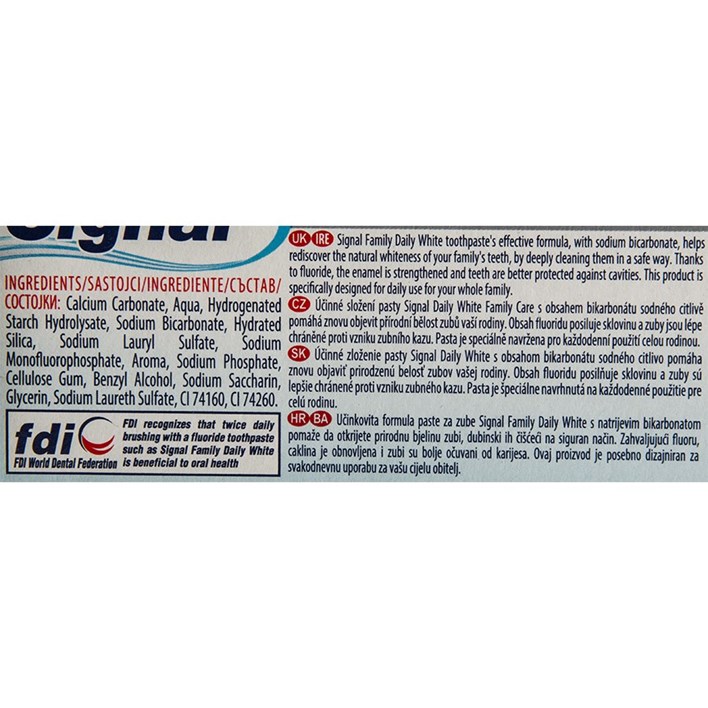 Signal
INGREDIENTS/SASTOJCI/INGREDIENTE/СЪСТАВ/
СОСТОЈКИ: Calcium Carbonate, Aqua, Hydrogenated
Starch Hydrolysate, Sodium Bicarbonate, Hydrated
Silica, Sodium Lauryl Sulfate, Sodium
Monofluorophosphate, Aroma, Sodium Phosphate,
Cellulose Gum, Benzyl Alcohol, Sodium Saccharin,
Glycerin, Sodium Laureth Sulfate, CI 74160, CI 74260.
fdi
FDI World Dental Federation
FDI recognizes that twice daily
brushing with a fluoride toothpaste
such as Signal Family Daily White
is beneficial to oral health
UK IRE Signal Family Daily White toothpaste's effective formula, with sodium bicarbonate, helps
rediscover the natural whiteness of your family's teeth, by deeply cleaning them in a safe way. Thanks
to fluoride, the enamel is strengthened and teeth are better protected against cavities. This product is
specifically designed for daily use for your whole family.
CZ Účinné složení pasty Signal Daily White Family Care s obsahem bikarbonátu sodného citlivě
pomáhá znovu objevit přírodní bělost zubů vaší rodiny. Obsah fluoridu posiluje sklovinu a zuby jsou lépe
chráněné proti vzniku zubního kazu. Pasta je speciálně navržena pro každodenní použití celou rodinou.
SK Účinné zloženie pasty Signal Daily White s obsahom bikarbonátu sodného citlivo pomáha
znovu objaviť prirodzenú belosť zubov vašej rodiny. Obsah fluoridu posilňuje sklovinu a zuby sú
lepšie chránené proti vzniku zubného kazu. Pasta je špeciálne navrhnutá na každodenné použitie pre
celú rodinu.
HR BA Učinkovita formula paste za zube Signal Family Daily White s natrijevim bikarbonatom
pomaže da otkrijete prirodnu bjelinu zubi, dubinski ih čisteći na siguran način. Zahvaljujući fluoru,
caklina je obnovljena i zubi su bolje očuvani od karijesa. Ovaj proizvod je posebno dizajniran za
svakodnevnu uporabu za vašu cijelu obitelj.